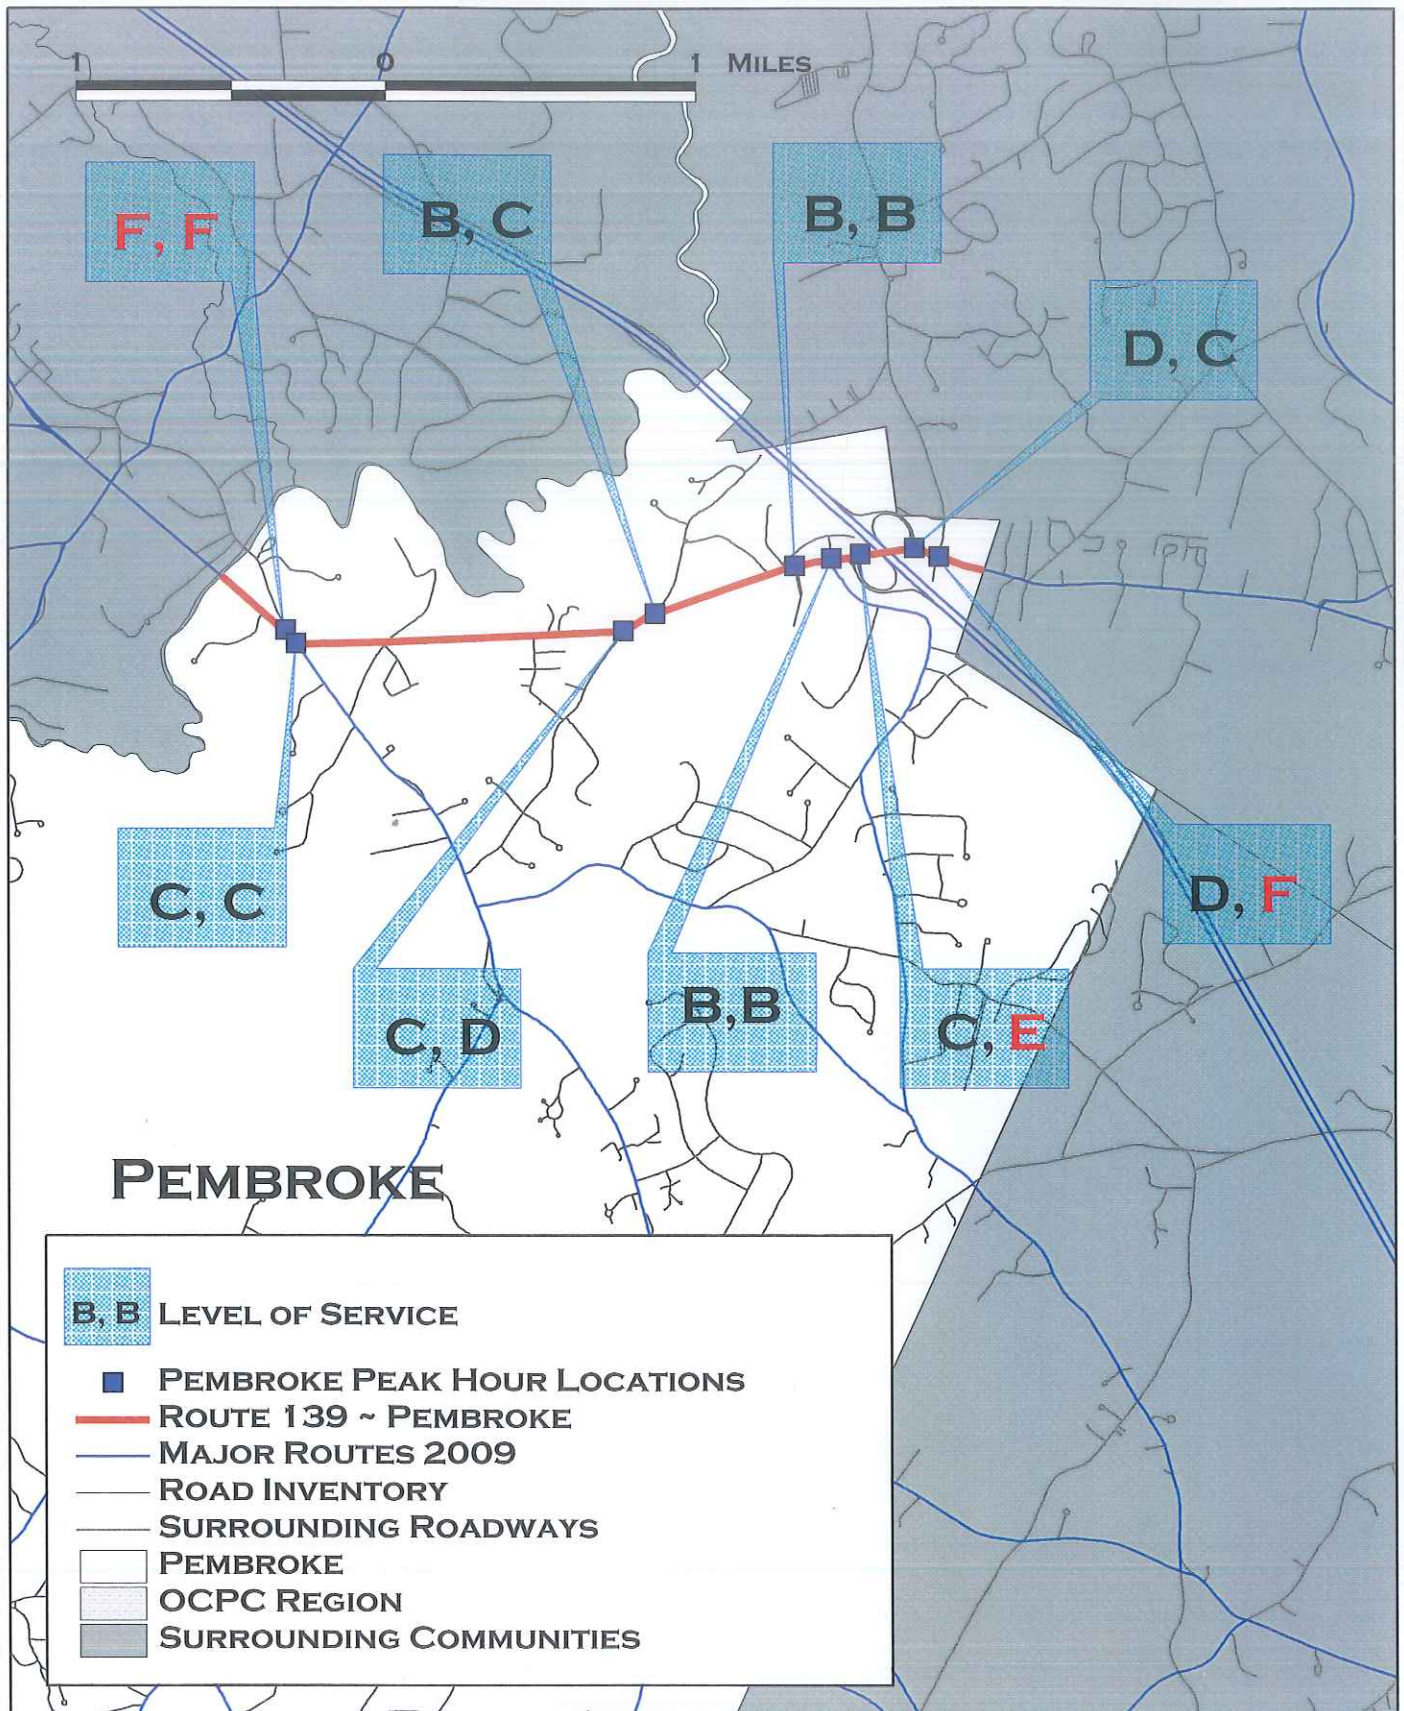 1 0 1 MILES
F, F
B, C
B, B
D, C
C, C
C, D
B,B
C, E
D, F
PEMBROKE
B, B LEVEL OF SERVICE
PEMBROKE PEAK HOUR LOCATIONS
ROUTE 139 ~ PEMBROKE
MAJOR ROUTES 2009
ROAD INVENTORY
SURROUNDING ROADWAYS
PEMBROKE
OCPC REGION
SURROUNDING COMMUNITIES